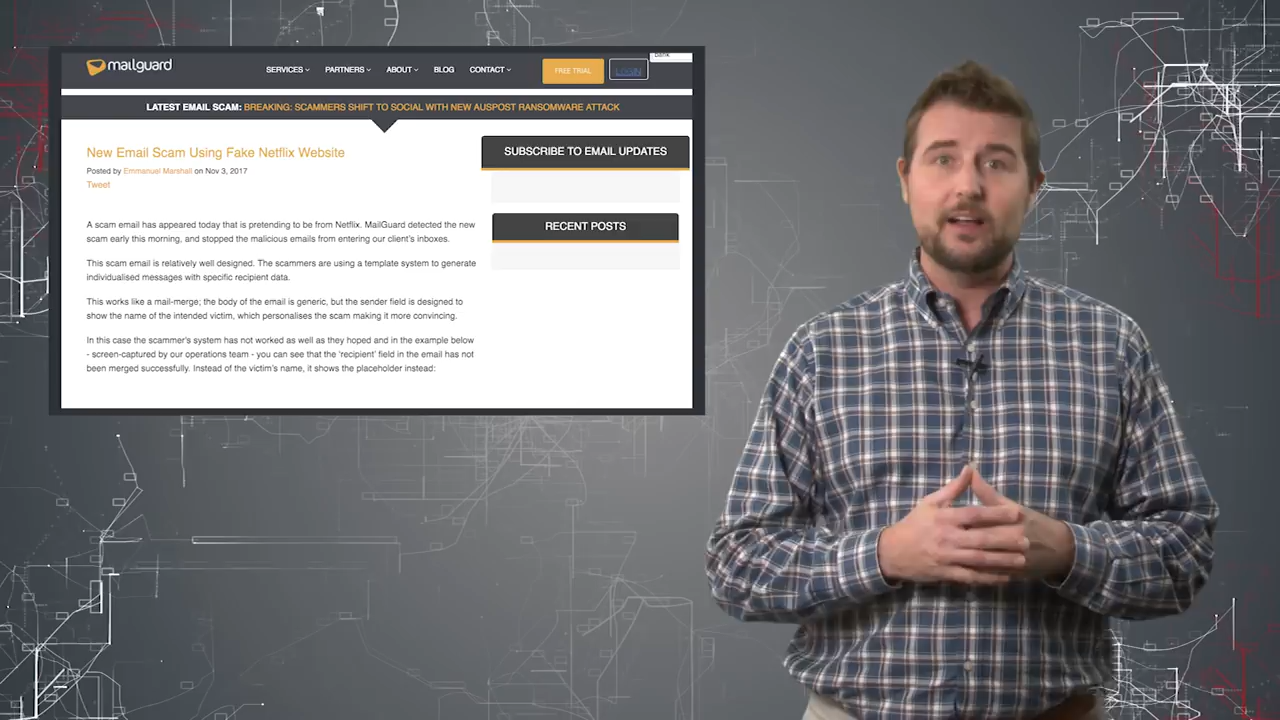 mailguard
SERVICES PARTNERS ABOUT BLOG CONTACT FREE TRIAL LOGIN
LATEST EMAIL SCAM: BREAKING: SCAMMERS SHIFT TO SOCIAL WITH NEW AUSPOST RANSOMWARE ATTACK
New Email Scam Using Fake Netflix Website
Posted by Emmanuel Marshall on Nov 3, 2017
Tweet
A scam email has appeared today that is pretending to be from Netflix. MailGuard detected the new
scam early this morning, and stopped the malicious emails from entering our client's inboxes.
This scam email is relatively well designed. The scammers are using a template system to generate
individualised messages with specific recipient data.
This works like a mail-merge; the body of the email is generic, but the sender field is designed to
show the name of the intended victim, which personalises the scam making it more convincing.
In this case the scammer's system has not worked as well as they hoped and in the example below
- screen-captured by our operations team - you can see that the 'recipient' field in the email has not
been merged successfully. Instead of the victim's name, it shows the placeholder instead:
SUBSCRIBE TO EMAIL UPDATES
RECENT POSTS